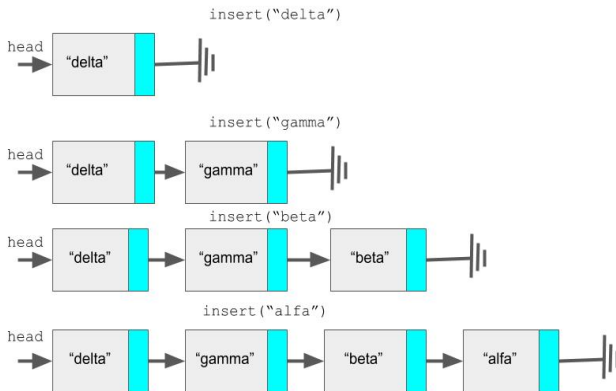 insert(“delta”)
head
“delta”
insert(“gamma”)
head
“delta” “gamma”
insert(“beta”)
head
“delta” “gamma” “beta”
insert(“alfa”)
head
“delta” “gamma” “beta” “alfa”